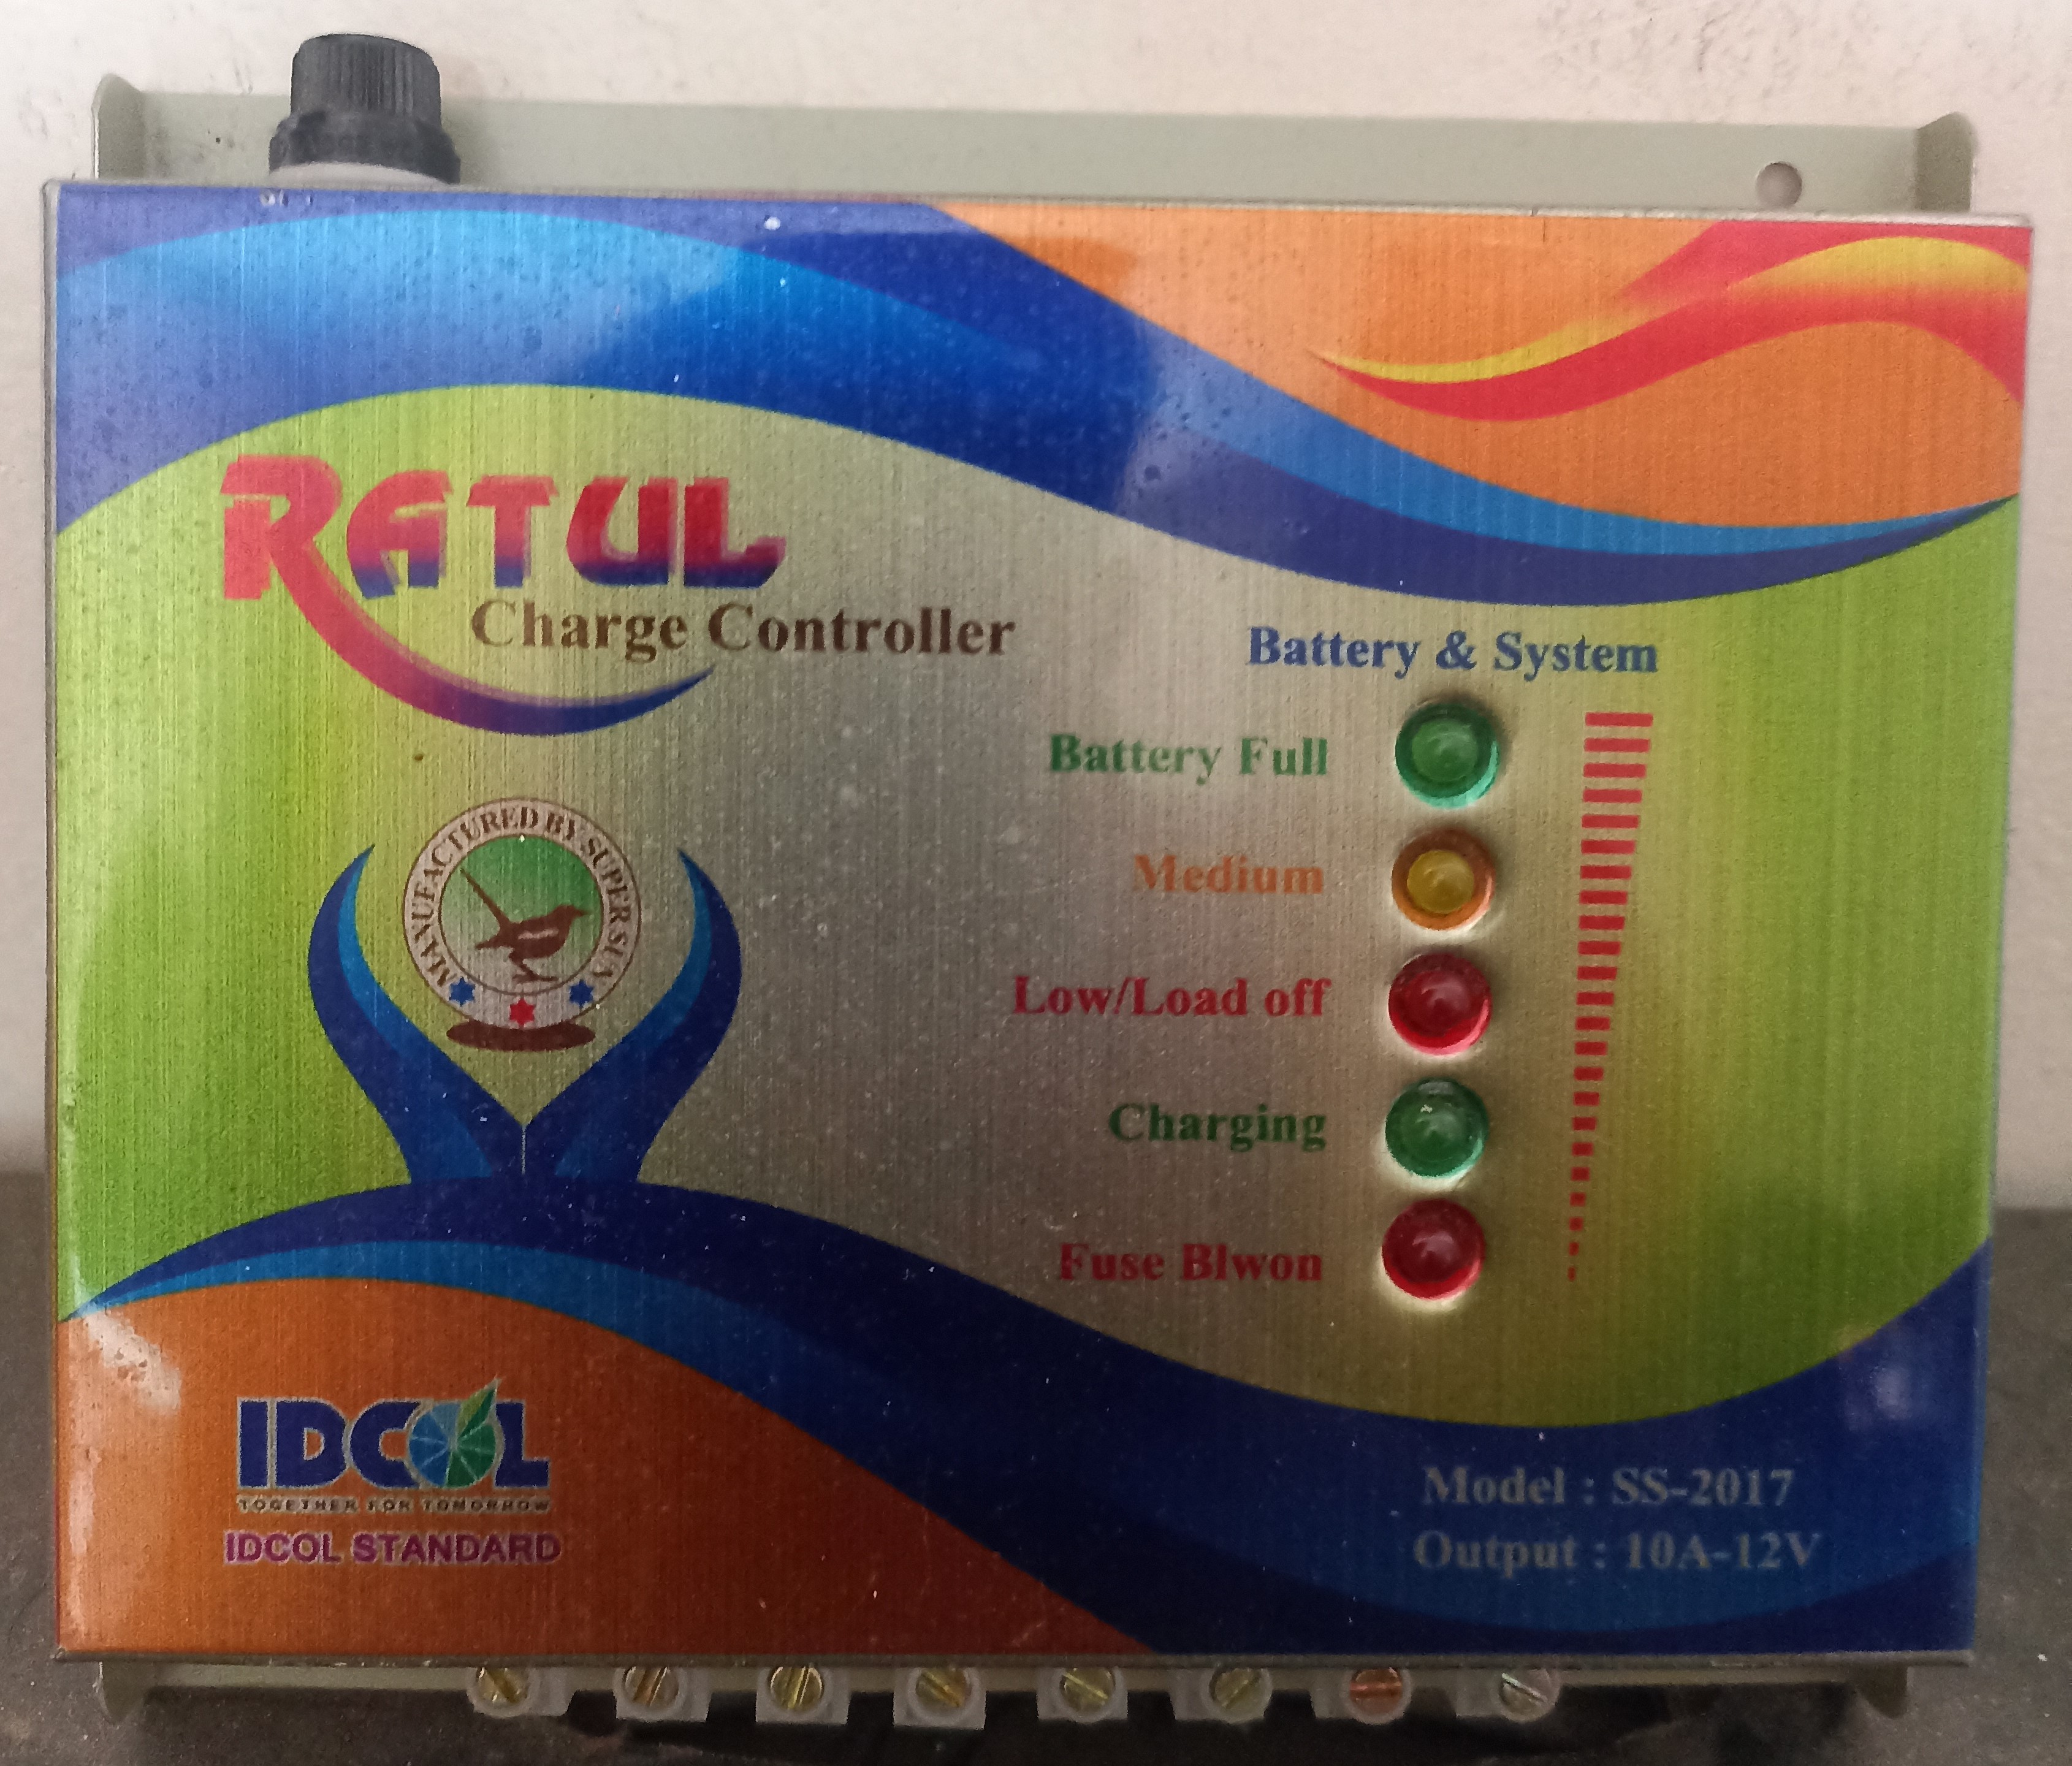 RATUL
Charge Controller
Battery & System
Battery Full
Medium
Low/Load off
Charging
Fuse Blwon
MANUFACTURED BY SUPER SUN
IDCOL
TOGETHER FOR TOMORROW
IDCOL STANDARD
Model : SS-2017
Output : 10A-12V